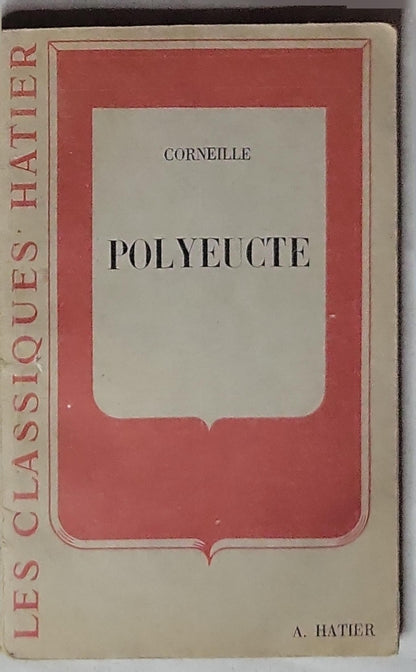 LES CLASSIQUES HATIER
CORNEILLE
POLYEUCTE
A. HATIER